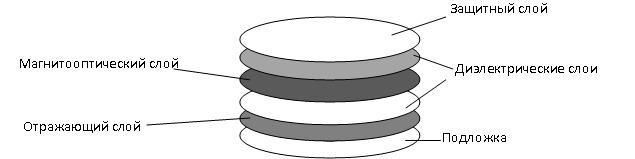 Защитный слой
Магнитооптический слой
Диэлектрические слои
Отражающий слой
Подложка